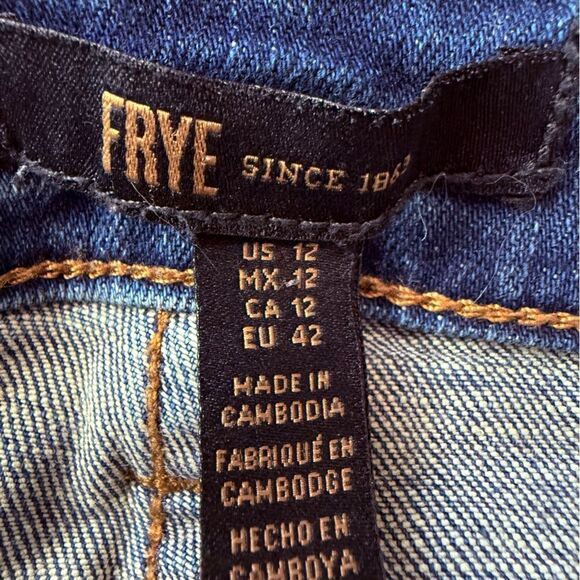 FRYE SINCE 1863
US 12
MX 12
CA 12
EU 42
MADE IN
CAMBODIA
FABRIQUÉ EN
CAMBODGE
HECHO EN
CAMBOYA